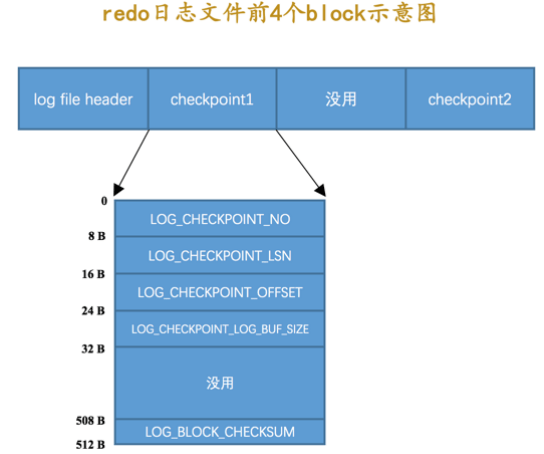 redo日志文件前4个block示意图
log file header
checkpoint1
没用
checkpoint2
0
LOG_CHECKPOINT_NO
8 B
LOG_CHECKPOINT_LSN
16 B
LOG_CHECKPOINT_OFFSET
24 B
LOG_CHECKPOINT_LOG_BUF_SIZE
32 B
没用
508 B
LOG_BLOCK_CHECKSUM
512 B